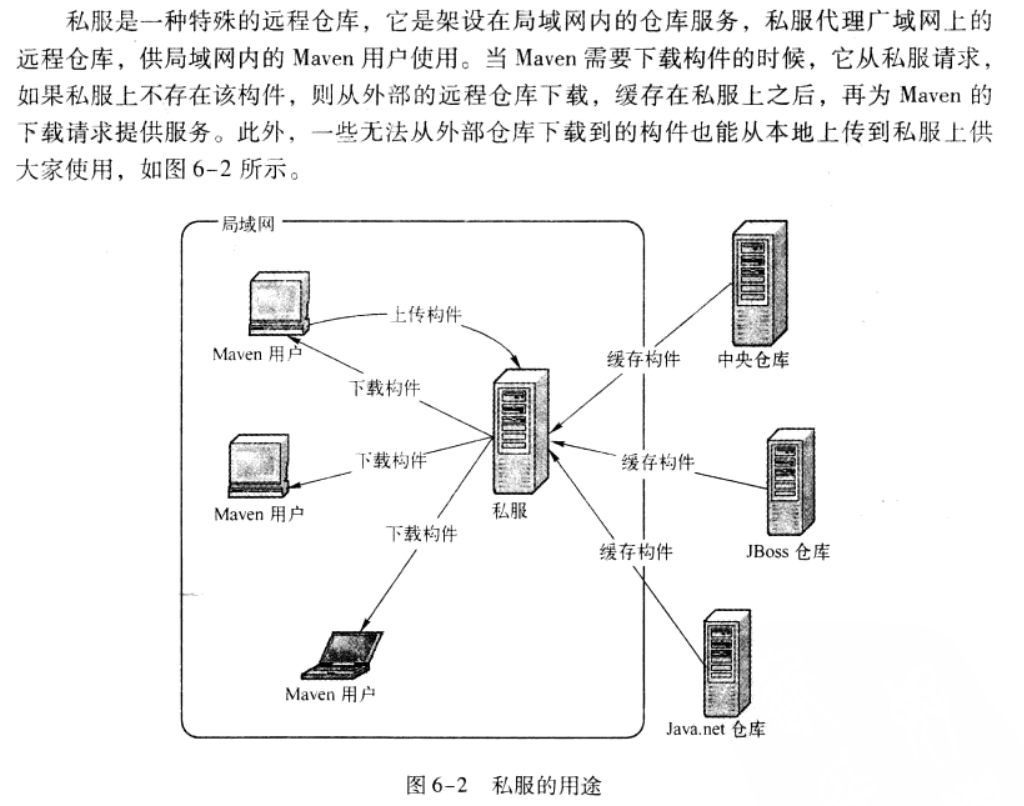 私服是一种特殊的远程仓库，它是架设在局域网内的仓库服务，私服代理广域网上的
远程仓库，供局域网内的 Maven 用户使用。当 Maven 需要下载构件的时候，它从私服请求，
如果私服上不存在该构件，则从外部的远程仓库下载，缓存在私服上之后，再为 Maven 的
下载请求提供服务。此外，一些无法从外部仓库下载到的构件也能从本地上传到私服上供
大家使用，如图 6-2 所示。
局域网
上传构件
Maven 用户
缓存构件
中央仓库
下载构件
下载构件
缓存构件
Maven 用户
私服
下载构件
缓存构件
JBoss 仓库
Maven 用户
Java.net 仓库
图 6-2 私服的用途